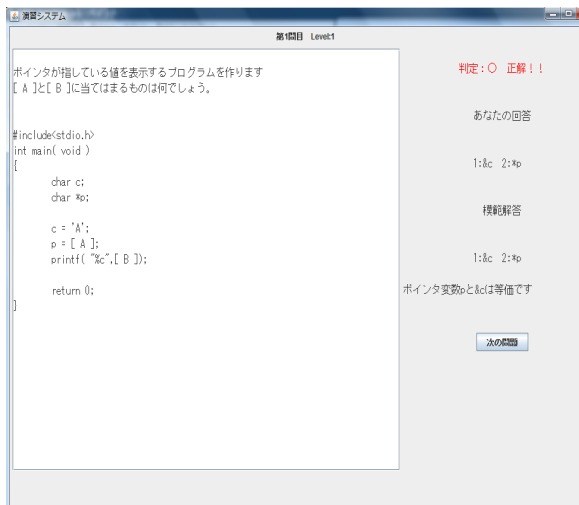 演習システム
第1問目 Level:1
ポインタが指している値を表示するプログラムを作ります
[ A ]と[ B ]に当てはまるものは何でしょう。
#include<stdio.h>
int main( void )
{
char c;
char *p;
c = 'A';
p = [ A ];
printf( "%c",[ B ]);
return 0;
}
判定:○ 正解!!
あなたの回答
1:&c 2:*p
模範解答
1:&c 2:*p
ポインタ変数pと&cは等価です
次の問題